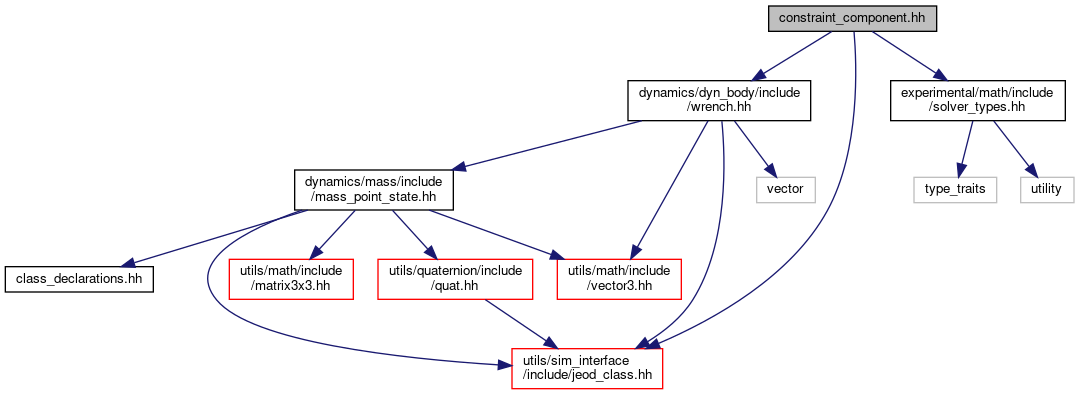 constraint_component.hh
dynamics/dyn_body/include
/wrench.hh
experimental/math/include
/solver_types.hh
dynamics/mass/include
/mass_point_state.hh
vector
type_traits
utility
class_declarations.hh
utils/math/include
/matrix3x3.hh
utils/quaternion/include
/quat.hh
utils/math/include
/vector3.hh
utils/sim_interface
/include/jeod_class.hh